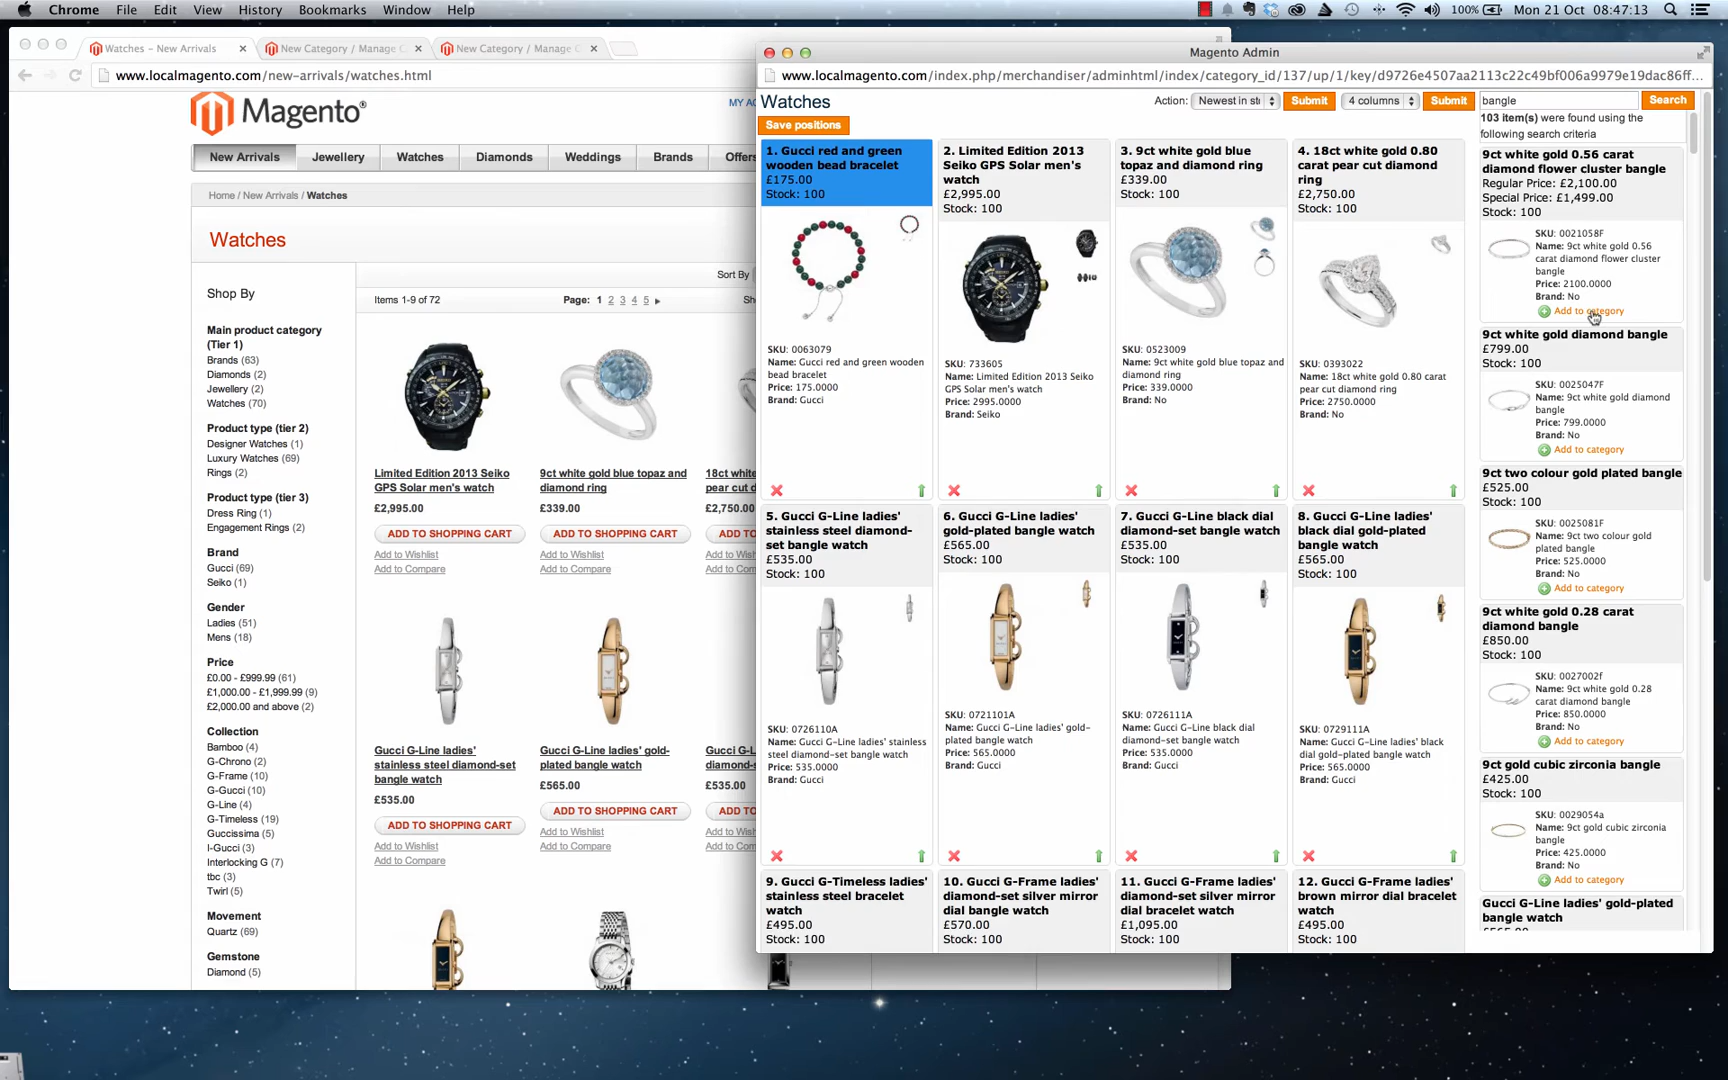 Chrome File Edit View History Bookmarks Window Help
100% Mon 21 Oct 08:47:13
Watches – New Arrivals
New Category / Manage C
New Category / Manage C
www.localmagento.com/new-arrivals/watches.html
Magento®
MY AC
New Arrivals Jewellery Watches Diamonds Weddings Brands Offers
Home / New Arrivals / Watches
Watches
Sort By
Shop By
Items 1-9 of 72
Page: 1 2 3 4 5
Main product category
(Tier 1)
Brands (63)
Diamonds (2)
Jewellery (2)
Watches (70)
Product type (tier 2)
Designer Watches (1)
Luxury Watches (69)
Rings (2)
Product type (tier 3)
Dress Ring (1)
Engagement Rings (2)
Brand
Gucci (69)
Seiko (1)
Gender
Ladies (51)
Mens (18)
Price
£0.00 - £999.99 (61)
£1,000.00 - £1,999.99 (9)
£2,000.00 and above (2)
Collection
Bamboo (4)
G-Chrono (2)
G-Frame (10)
G-Gucci (10)
G-Line (4)
G-Timeless (19)
Guccissima (5)
I-Gucci (3)
Interlocking G (7)
tbc (3)
Twirl (5)
Movement
Quartz (69)
Gemstone
Diamond (5)
Limited Edition 2013 Seiko
GPS Solar men's watch
£2,995.00
ADD TO SHOPPING CART
Add to Wishlist
Add to Compare
9ct white gold blue topaz and
diamond ring
£339.00
ADD TO SHOPPING CART
Add to Wishlist
Add to Compare
18ct white
pear cut d
£2,750.00
ADD TO
Add to Wish
Add to Com
Gucci G-Line ladies'
stainless steel diamond-set
bangle watch
£535.00
ADD TO SHOPPING CART
Add to Wishlist
Add to Compare
Gucci G-Line ladies' gold-
plated bangle watch
£565.00
ADD TO SHOPPING CART
Add to Wishlist
Add to Compare
Gucci G-L
diamond-s
£535.00
ADD TO
Add to Wish
Add to Com
Magento Admin
www.localmagento.com/index.php/merchandiser/adminhtml/index/category_id/137/up/1/key/d9726e4507aa2113c22c49bf006a9979e19dac86ff...
Watches
Action: Newest in st Submit 4 columns Submit bangle Search
Save positions
1. Gucci red and green
wooden bead bracelet
£175.00
Stock: 100
SKU: 0063079
Name: Gucci red and green wooden
bead bracelet
Price: 175.0000
Brand: Gucci
2. Limited Edition 2013
Seiko GPS Solar men's
watch
£2,995.00
Stock: 100
SKU: 733605
Name: Limited Edition 2013 Seiko
GPS Solar men's watch
Price: 2995.0000
Brand: Seiko
3. 9ct white gold blue
topaz and diamond ring
£339.00
Stock: 100
SKU: 0523009
Name: 9ct white gold blue topaz and
diamond ring
Price: 339.0000
Brand: No
4. 18ct white gold 0.80
carat pear cut diamond
ring
£2,750.00
Stock: 100
SKU: 0393022
Name: 18ct white gold 0.80 carat
pear cut diamond ring
Price: 2750.0000
Brand: No
5. Gucci G-Line ladies'
stainless steel diamond-
set bangle watch
£535.00
Stock: 100
SKU: 0726110A
Name: Gucci G-Line ladies' stainless
steel diamond-set bangle watch
Price: 535.0000
Brand: Gucci
6. Gucci G-Line ladies'
gold-plated bangle watch
£565.00
Stock: 100
SKU: 0721101A
Name: Gucci G-Line ladies' gold-
plated bangle watch
Price: 565.0000
Brand: Gucci
7. Gucci G-Line black dial
diamond-set bangle watch
£535.00
Stock: 100
SKU: 0726111A
Name: Gucci G-Line black dial
diamond-set bangle watch
Price: 535.0000
Brand: Gucci
8. Gucci G-Line ladies'
black dial gold-plated
bangle watch
£565.00
Stock: 100
SKU: 0729111A
Name: Gucci G-Line ladies' black
dial gold-plated bangle watch
Price: 565.0000
Brand: Gucci
9. Gucci G-Timeless ladies'
stainless steel bracelet
watch
£495.00
Stock: 100
10. Gucci G-Frame ladies'
diamond-set silver mirror
dial bangle watch
£570.00
Stock: 100
11. Gucci G-Frame ladies'
diamond-set silver mirror
dial bracelet watch
£1,095.00
Stock: 100
12. Gucci G-Frame ladies'
brown mirror dial bracelet
watch
£495.00
Stock: 100
103 item(s) were found using the
following search criteria
9ct white gold 0.56 carat
diamond flower cluster bangle
Regular Price: £2,100.00
Special Price: £1,499.00
Stock: 100
SKU: 0021058F
Name: 9ct white gold 0.56
carat diamond flower cluster
bangle
Price: 2100.0000
Brand: No
Add to category
9ct white gold diamond bangle
£799.00
Stock: 100
SKU: 0025047F
Name: 9ct white gold diamond
bangle
Price: 799.0000
Brand: No
Add to category
9ct two colour gold plated bangle
£525.00
Stock: 100
SKU: 0025081F
Name: 9ct two colour gold
plated bangle
Price: 525.0000
Brand: No
Add to category
9ct white gold 0.28 carat
diamond bangle
£850.00
Stock: 100
SKU: 0027002f
Name: 9ct white gold 0.28
carat diamond bangle
Price: 850.0000
Brand: No
Add to category
9ct gold cubic zirconia bangle
£425.00
Stock: 100
SKU: 0029054a
Name: 9ct gold cubic zirconia
bangle
Price: 425.0000
Brand: No
Add to category
Gucci G-Line ladies' gold-plated
bangle watch
£565.00